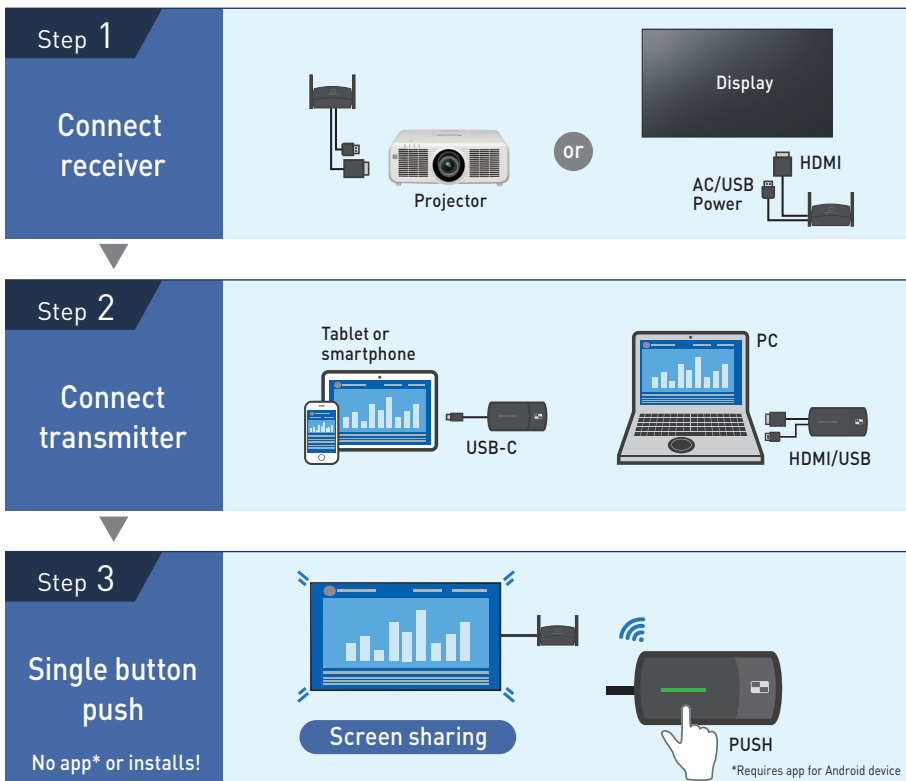 Step 1
Connect
receiver
Projector
or
Display
HDMI
AC/USB
Power
Step 2
Connect
transmitter
Tablet or
smartphone
USB-C
PC
HDMI/USB
Step 3
Single button
push
No app* or installs!
Screen sharing
PUSH
*Requires app for Android device